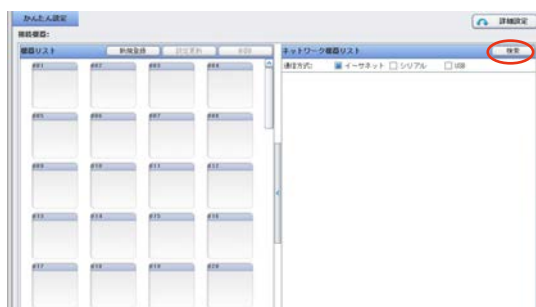 かんたん設定
詳細設定
接続機器:
機器リスト 新規登録 設定更新 削除
ネットワーク機器リスト 検索
通信方式: イーサネット シリアル USB
#01 #02 #03 #04
#05 #06 #07 #08
#09 #10 #11 #12
#13 #14 #15 #16
#17 #18 #19 #20